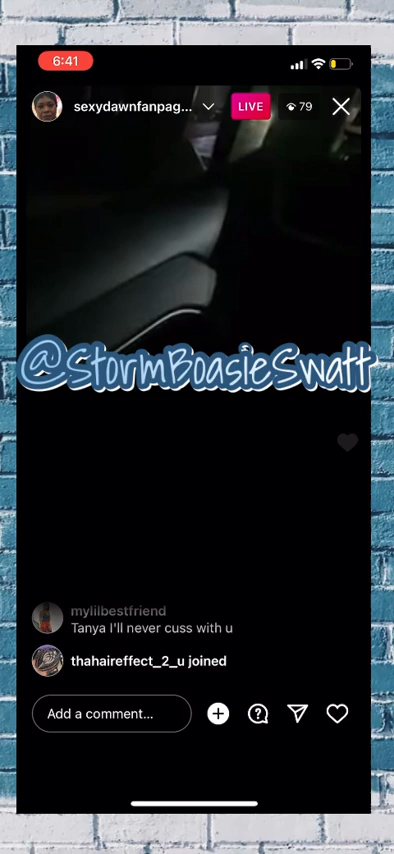 6:41
sexydawnfanpag...
LIVE
79
@StormBoasieSwatt
mylilbestfriend
Tanya I'll never cuss with u
thahaireffect_2_u joined
Add a comment...